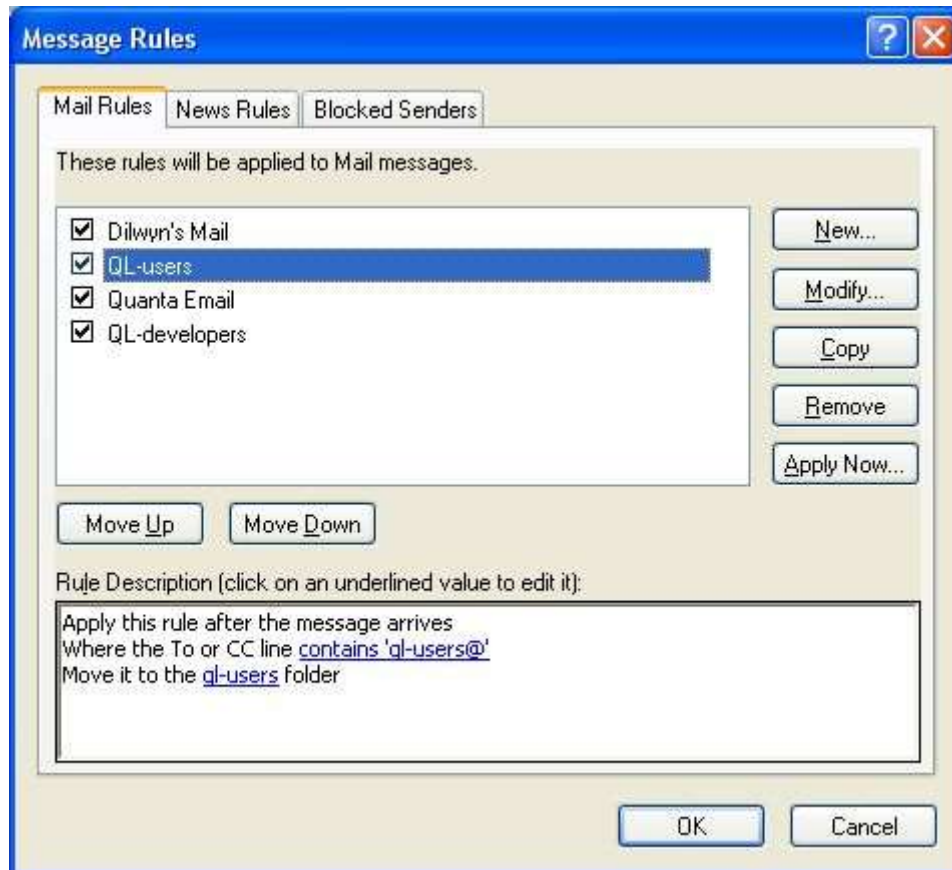 Message Rules
Mail Rules News Rules Blocked Senders
These rules will be applied to Mail messages.
Dilwyn's Mail
QL-users
Quanta Email
QL-developers
New...
Modify...
Copy
Remove
Apply Now...
Move Up Move Down
Rule Description (click on an underlined value to edit it):
Apply this rule after the message arrives
Where the To or CC line contains 'ql-users@'
Move it to the ql-users folder
OK Cancel